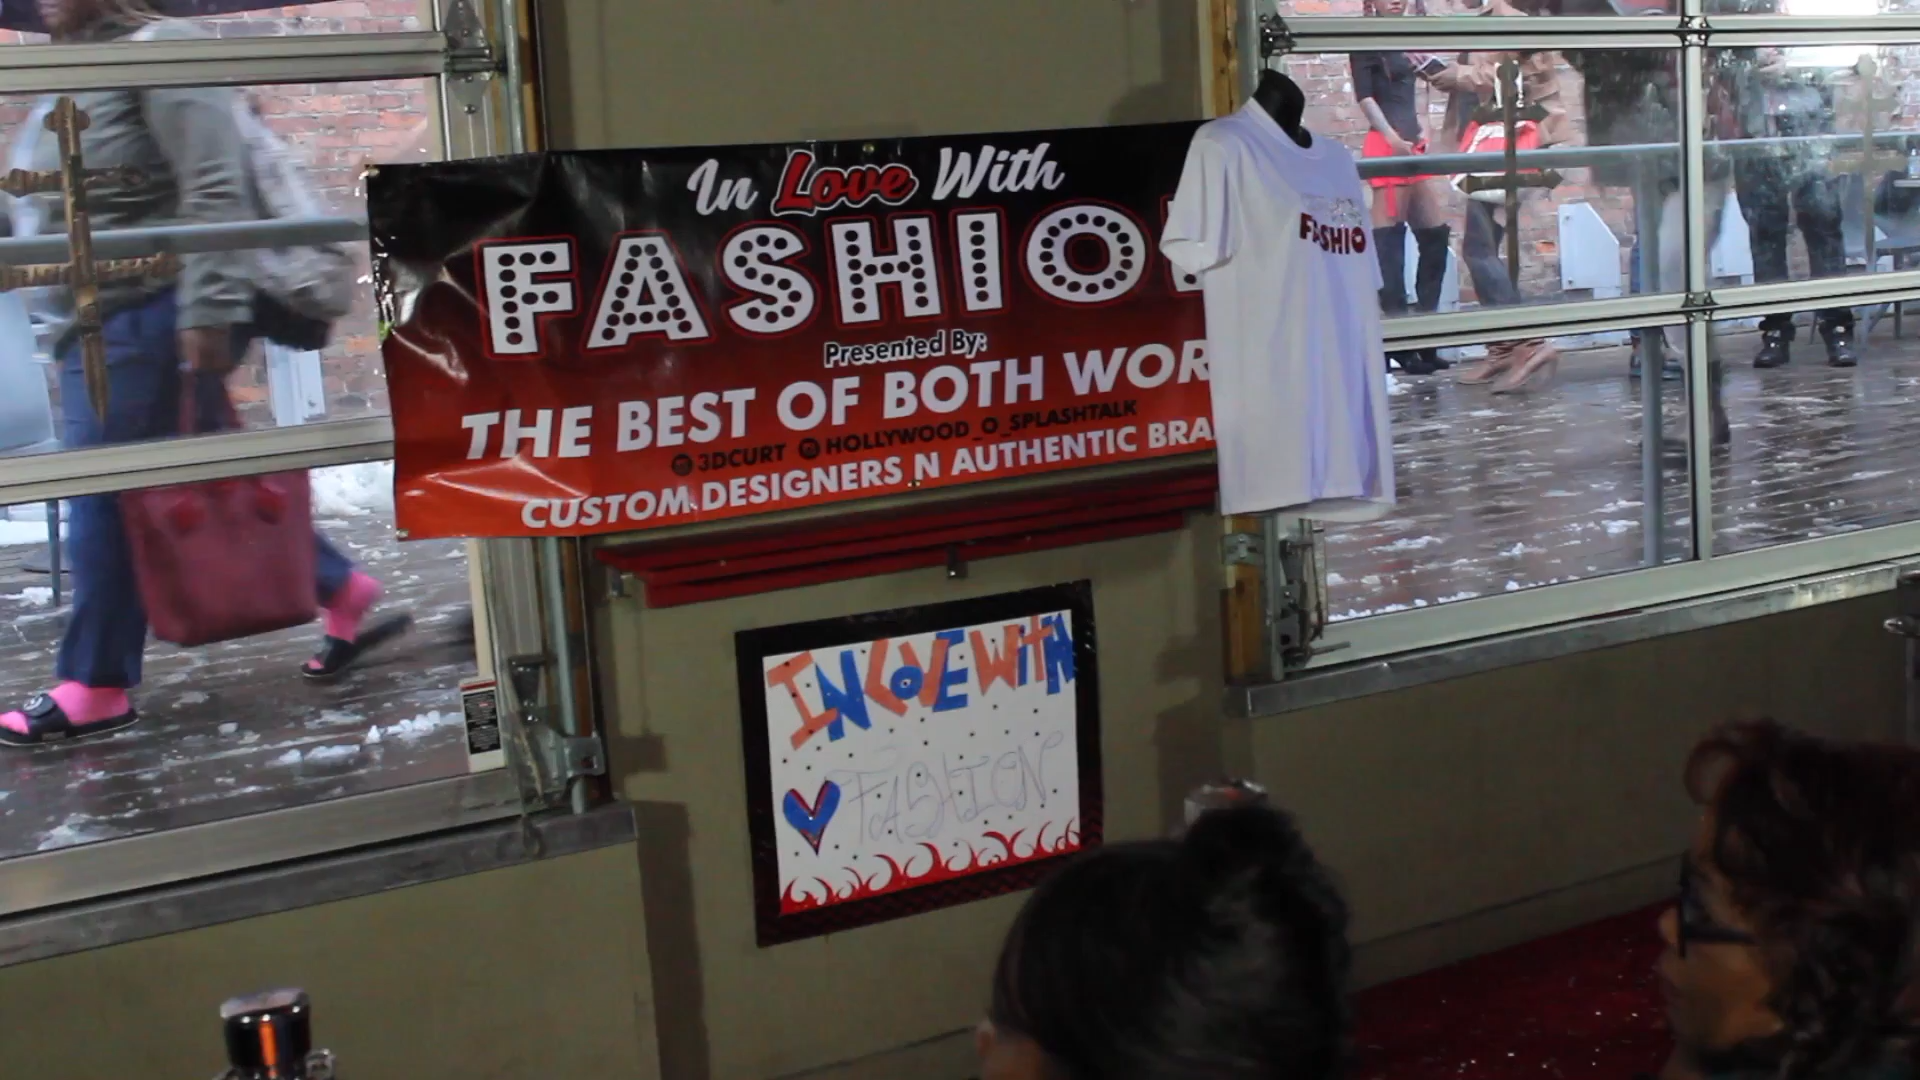 In Love With
FASHIO
Presented By:
THE BEST OF BOTH WOR
@ 3DCURT @ HOLLYWOOD_O_SPLASHTALK
CUSTOM DESIGNERS N AUTHENTIC BRA
FASHIO
IN LOVE WITH
FASHION